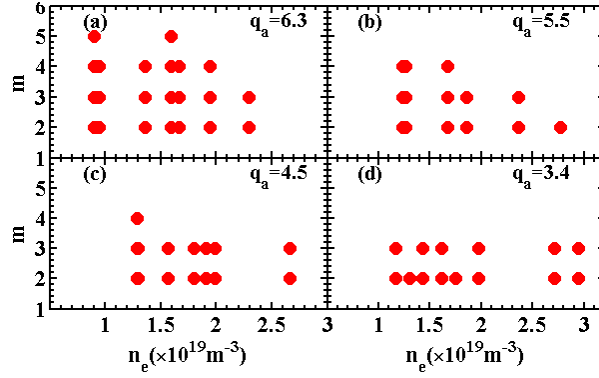 6
5
4
3
2
1
m
(a)
q_a=6.3
(b)
q_a=5.5
5
4
3
2
1
m
(c)
q_a=4.5
(d)
q_a=3.4
1 1.5 2 2.5 3
1 1.5 2 2.5 3
n_e(×10^19m^-3)
n_e(×10^19m^-3)